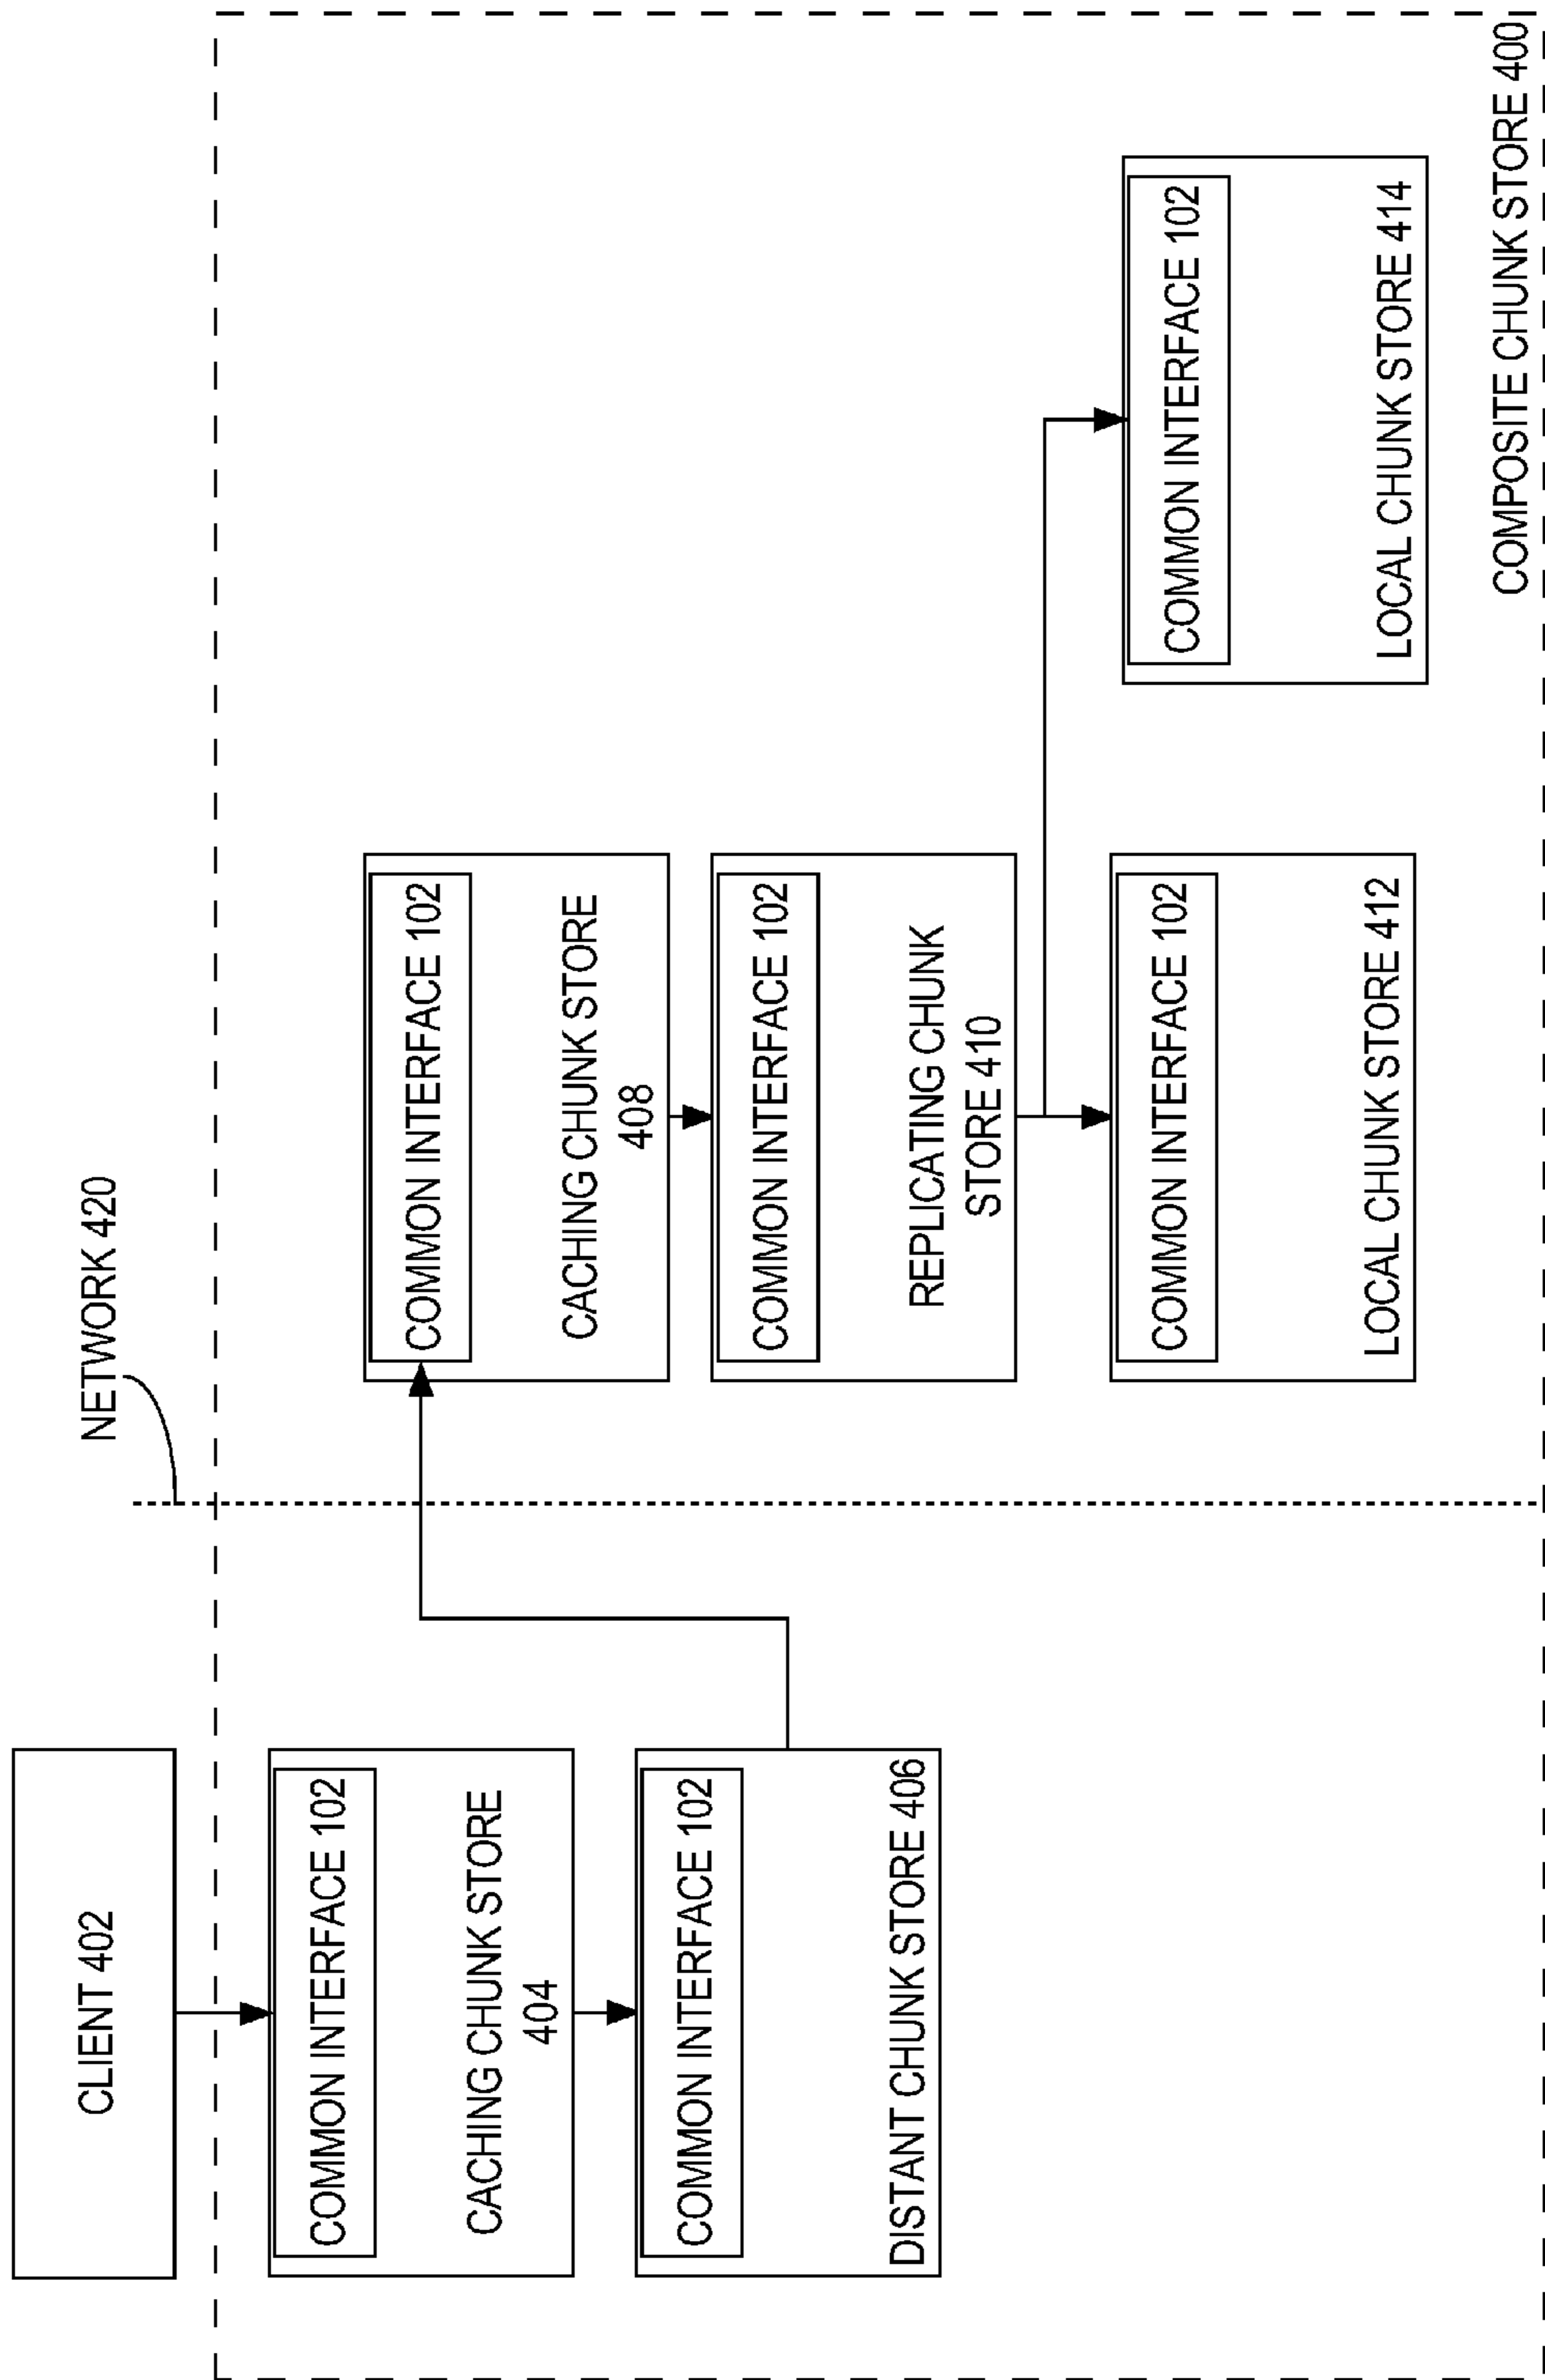 CLIENT 402
NETWORK 420
COMMON INTERFACE 102
CACHING CHUNK STORE
404
COMMON INTERFACE 102
DISTANT CHUNK STORE 406
COMMON INTERFACE 102
CACHING CHUNK STORE
408
COMMON INTERFACE 102
REPLICATING CHUNK
STORE 410
COMMON INTERFACE 102
LOCAL CHUNK STORE 412
COMMON INTERFACE 102
LOCAL CHUNK STORE 414
COMPOSITE CHUNK STORE 400